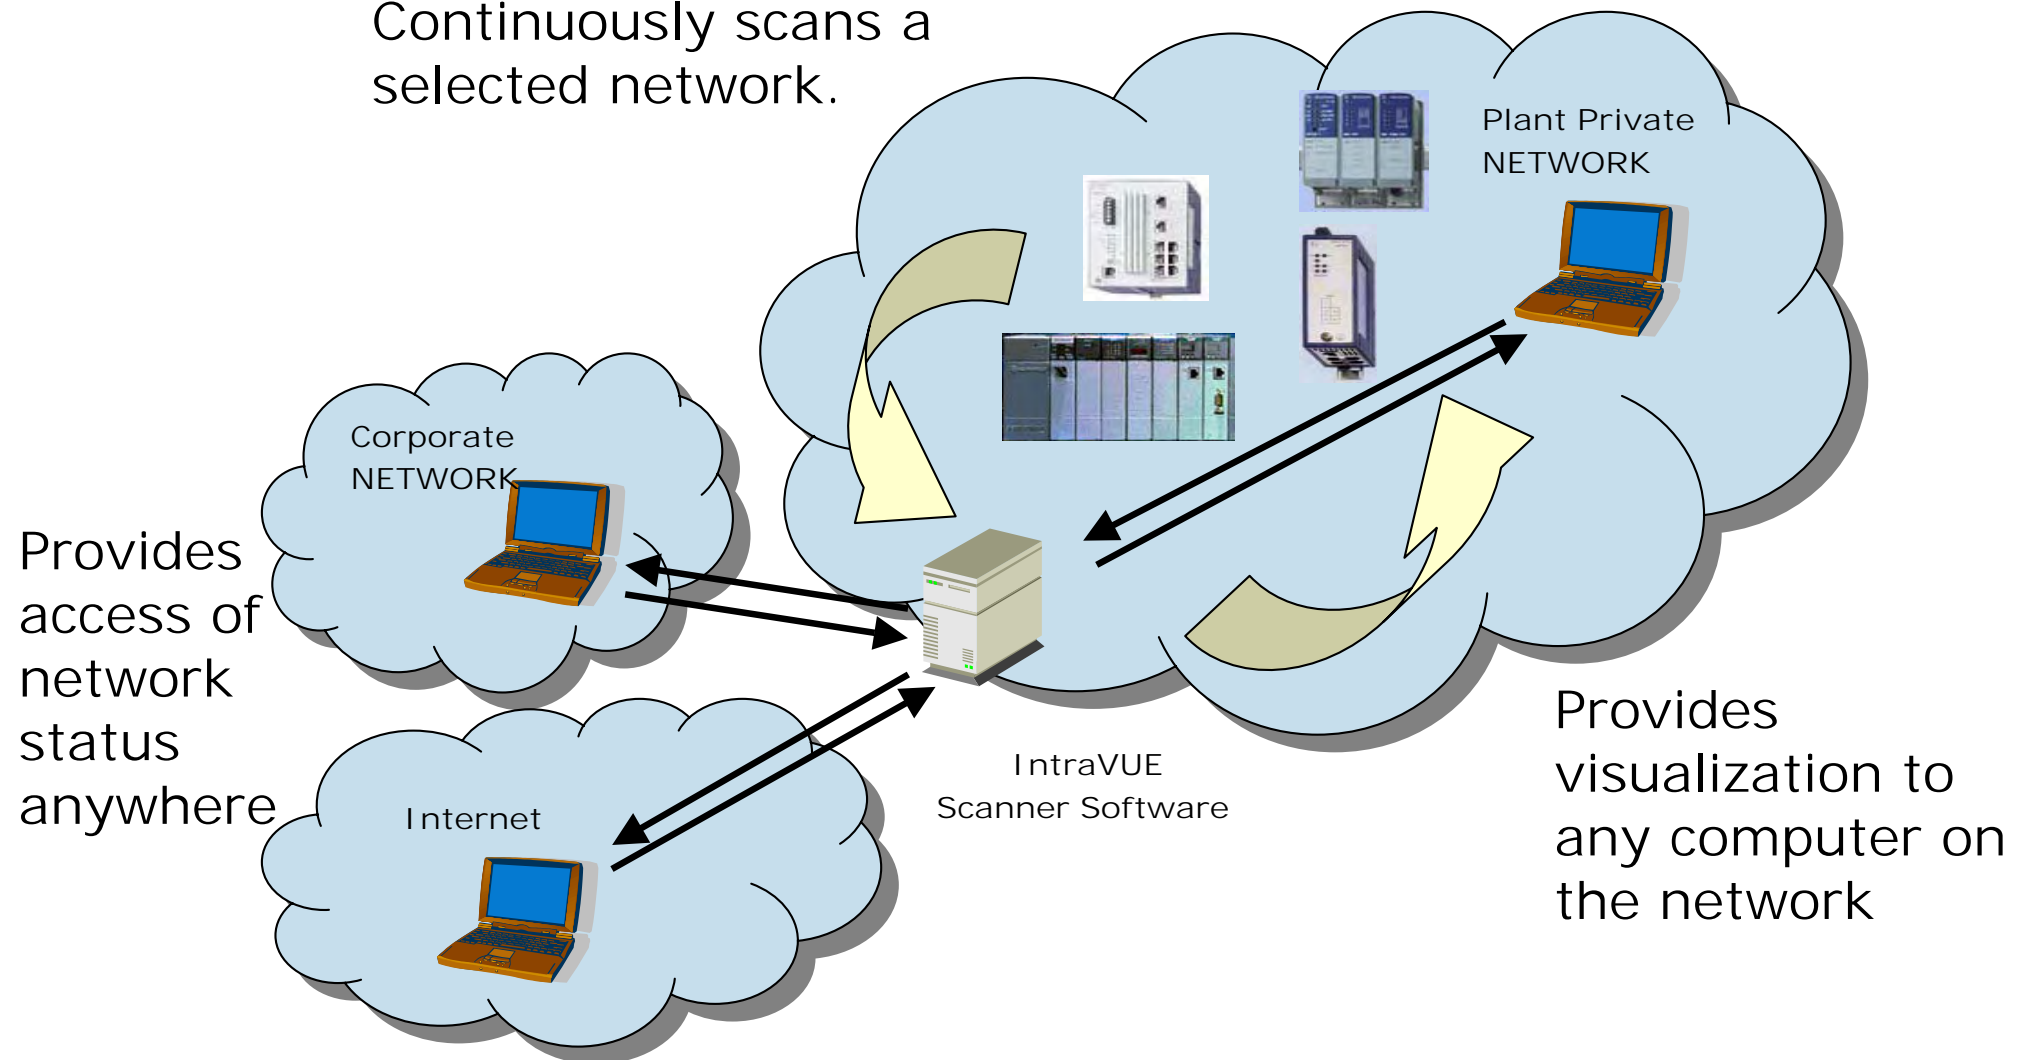 Continuously scans a
selected network.
Plant Private
NETWORK
Corporate
NETWORK
Provides
access of
network
status
anywhere
Internet
IntraVUE
Scanner Software
Provides
visualization to
any computer on
the network